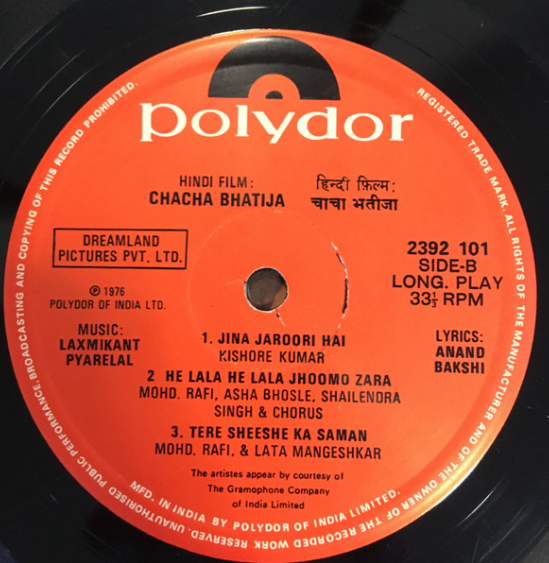 polydor
HINDI FILM:
CHACHA BHATIJA
हिन्दी फ़िल्म:
चाचा भतीजा
DREAMLAND
PICTURES PVT. LTD.
℗ 1976
POLYDOR OF INDIA LTD.
2392 101
SIDE-B
LONG. PLAY
33⅓ RPM
MUSIC:
LAXMIKANT
PYARELAL
LYRICS:
ANAND
BAKSHI
1. JINA JAROORI HAI
KISHORE KUMAR
2 HE LALA HE LALA JHOOMO ZARA
MOHD. RAFI, ASHA BHOSLE, SHAILENDRA
SINGH & CHORUS
3. TERE SHEESHE KA SAMAN
MOHD. RAFI, & LATA MANGESHKAR
The artistes appear by courtesy of
The Gramophone Company
of India Limited
MFD. IN INDIA BY POLYDOR OF INDIA LIMITED.
REGISTERED TRADE MARK. ALL RIGHTS OF THE MANUFACTURER AND OF THE OWNER OF THE RECORDED WORK RESERVED. UNAUTHORISED PUBLIC PERFORMANCE. BROADCASTING AND COPYING OF THIS RECORD PROHIBITED.